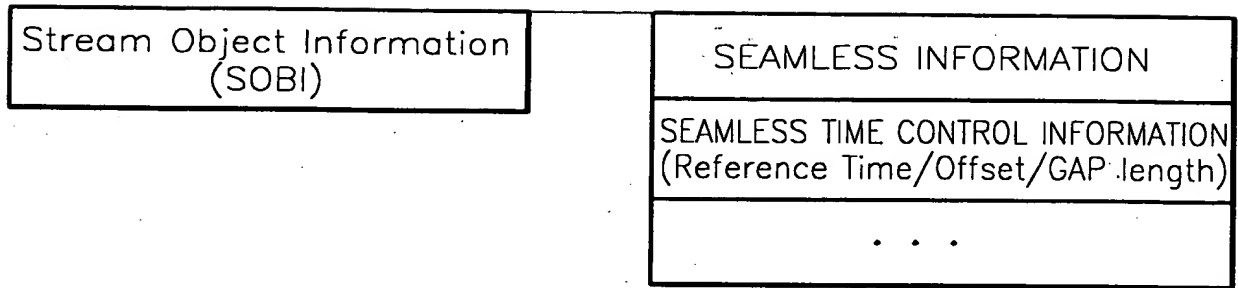 Stream Object Information
(SOBI)
SEAMLESS INFORMATION
SEAMLESS TIME CONTROL INFORMATION
(Reference Time/Offset/GAP length)
. . .